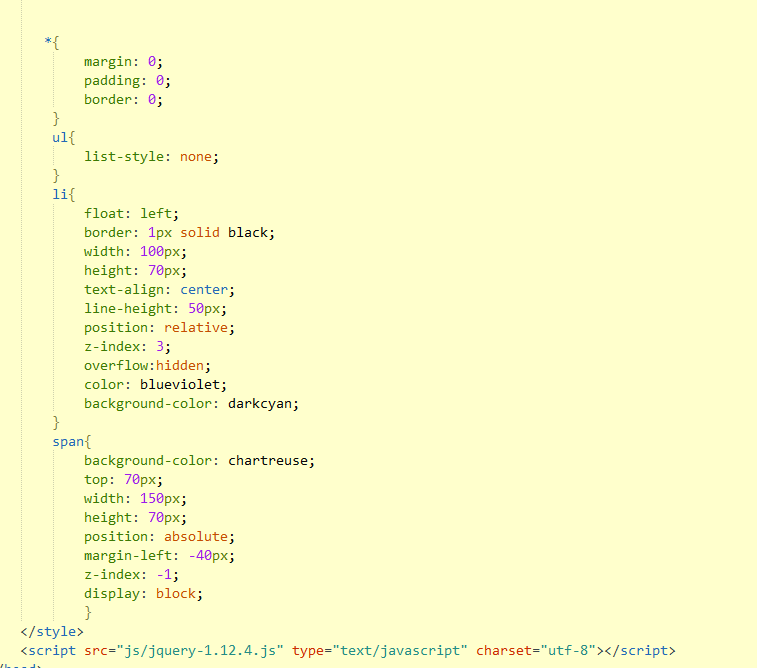 *{
margin: 0;
padding: 0;
border: 0;
}
ul{
list-style: none;
}
li{
float: left;
border: 1px solid black;
width: 100px;
height: 70px;
text-align: center;
line-height: 50px;
position: relative;
z-index: 3;
overflow:hidden;
color: blueviolet;
background-color: darkcyan;
}
span{
background-color: chartreuse;
top: 70px;
width: 150px;
height: 70px;
position: absolute;
margin-left: -40px;
z-index: -1;
display: block;
}
</style>
<script src="js/jquery-1.12.4.js" type="text/javascript" charset="utf-8"></script>